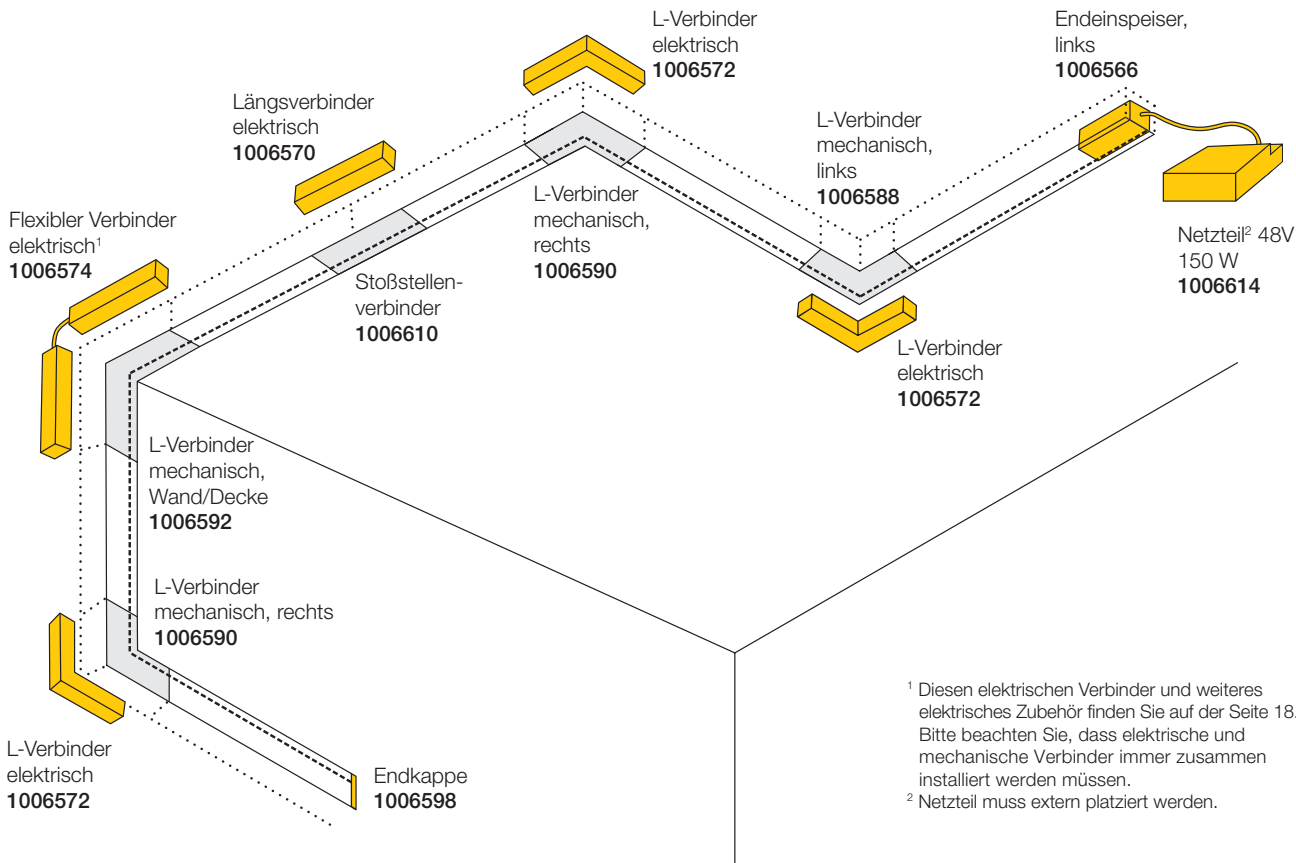 L-Verbinder
elektrisch
1006572
Endeinspeiser,
links
1006566
Längsverbinder
elektrisch
1006570
L-Verbinder
mechanisch,
links
1006588
Flexibler Verbinder
elektrisch¹
1006574
L-Verbinder
mechanisch,
rechts
1006590
Netzteil² 48V
150 W
1006614
Stoßstellen-
verbinder
1006610
L-Verbinder
elektrisch
1006572
L-Verbinder
mechanisch,
Wand/Decke
1006592
L-Verbinder
mechanisch, rechts
1006590
L-Verbinder
elektrisch
1006572
Endkappe
1006598
¹ Diesen elektrischen Verbinder und weiteres
elektrisches Zubehör finden Sie auf der Seite 18.
Bitte beachten Sie, dass elektrische und
mechanische Verbinder immer zusammen
installiert werden müssen.
² Netzteil muss extern platziert werden.